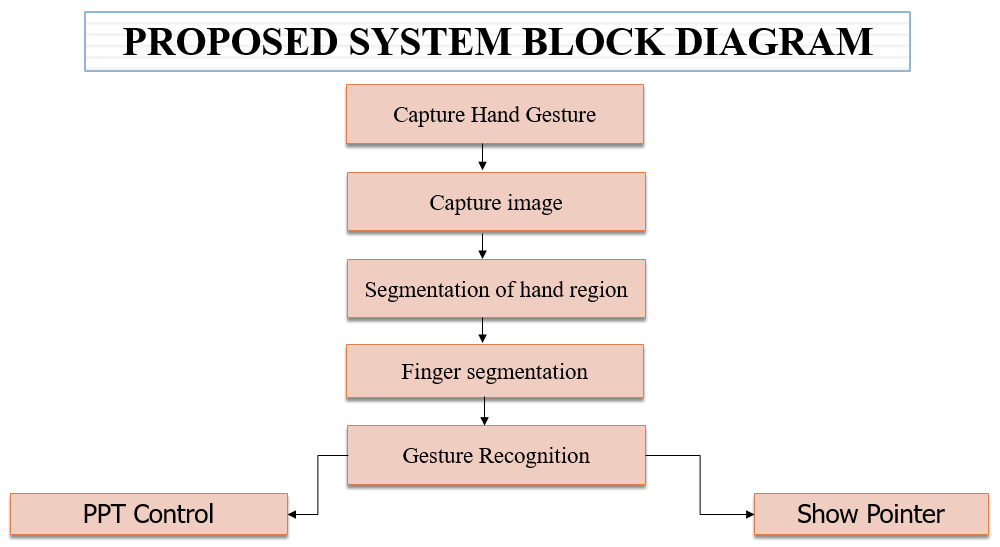 PROPOSED SYSTEM BLOCK DIAGRAM
Capture Hand Gesture
Capture image
Segmentation of hand region
Finger segmentation
Gesture Recognition
PPT Control
Show Pointer